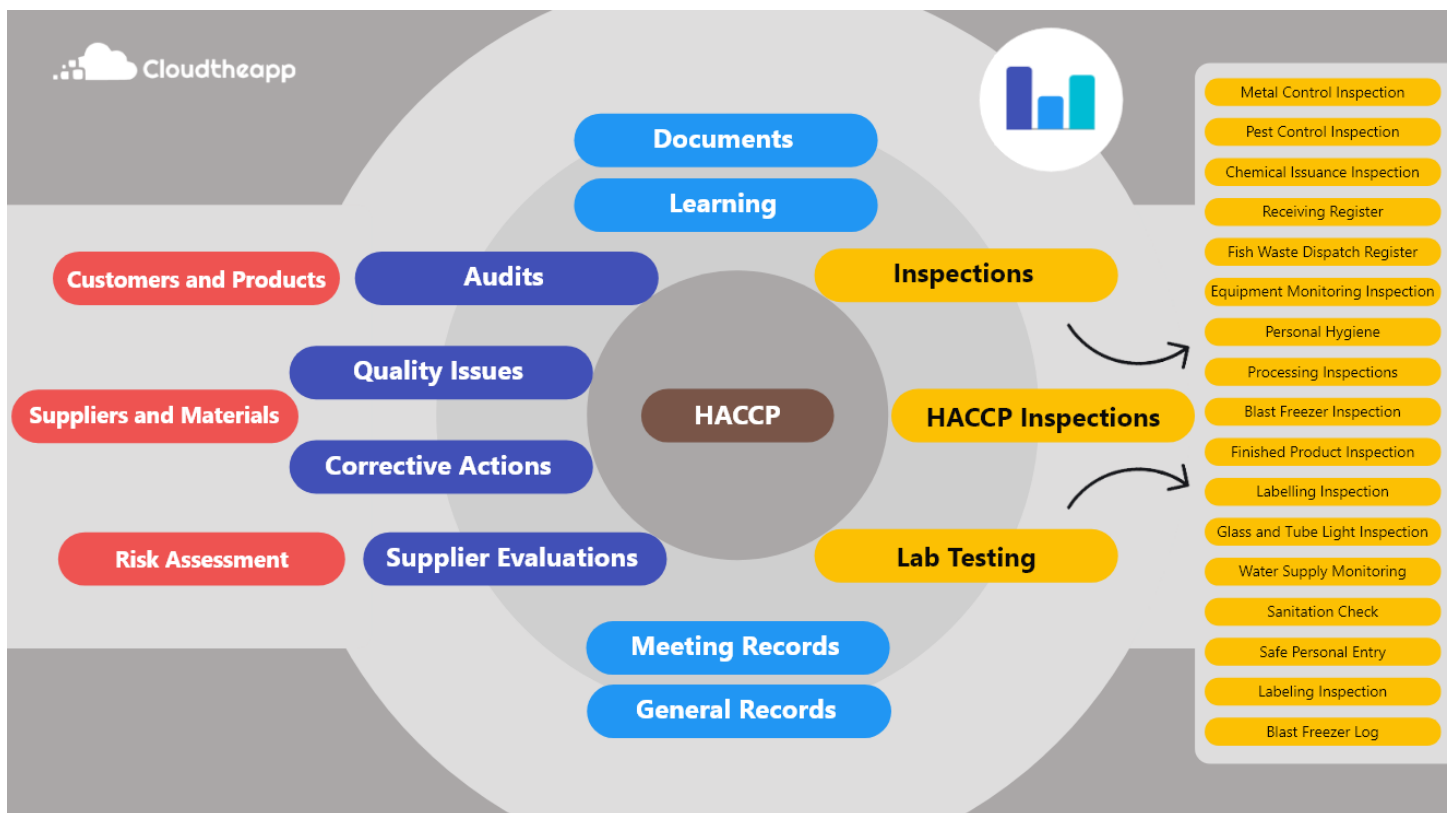 Cloudtheapp
Documents
Learning
Customers and Products
Audits
Inspections
Quality Issues
Suppliers and Materials
HACCP
HACCP Inspections
Corrective Actions
Risk Assessment
Supplier Evaluations
Lab Testing
Meeting Records
General Records
Metal Control Inspection
Pest Control Inspection
Chemical Issuance Inspection
Receiving Register
Fish Waste Dispatch Register
Equipment Monitoring Inspection
Personal Hygiene
Processing Inspections
Blast Freezer Inspection
Finished Product Inspection
Labelling Inspection
Glass and Tube Light Inspection
Water Supply Monitoring
Sanitation Check
Safe Personal Entry
Labeling Inspection
Blast Freezer Log